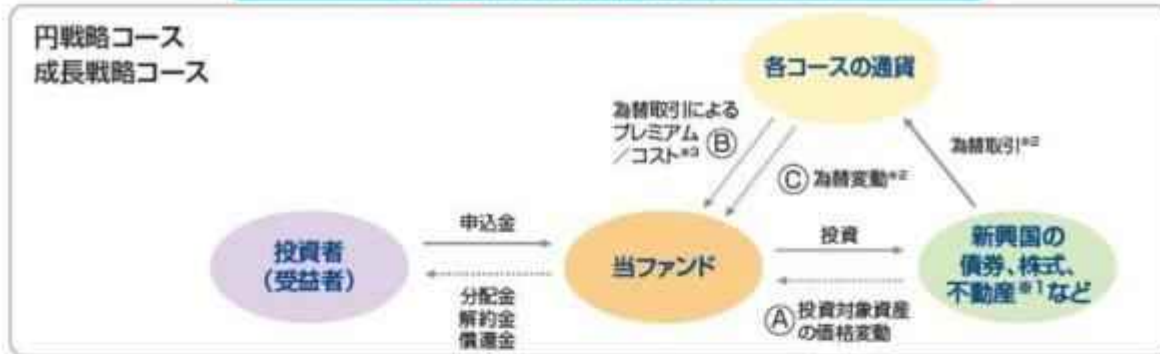 円戦略コース
成長戦略コース
各コースの通貨
為替取引による
プレミアム
／コスト※3
Ⓑ
Ⓒ 為替変動※2
為替取引※2
投資者
（受益者）
申込金
分配金
解約金
償還金
当ファンド
投資
Ⓐ 投資対象資産
の価格変動
新興国の
債券、株式、
不動産※1など